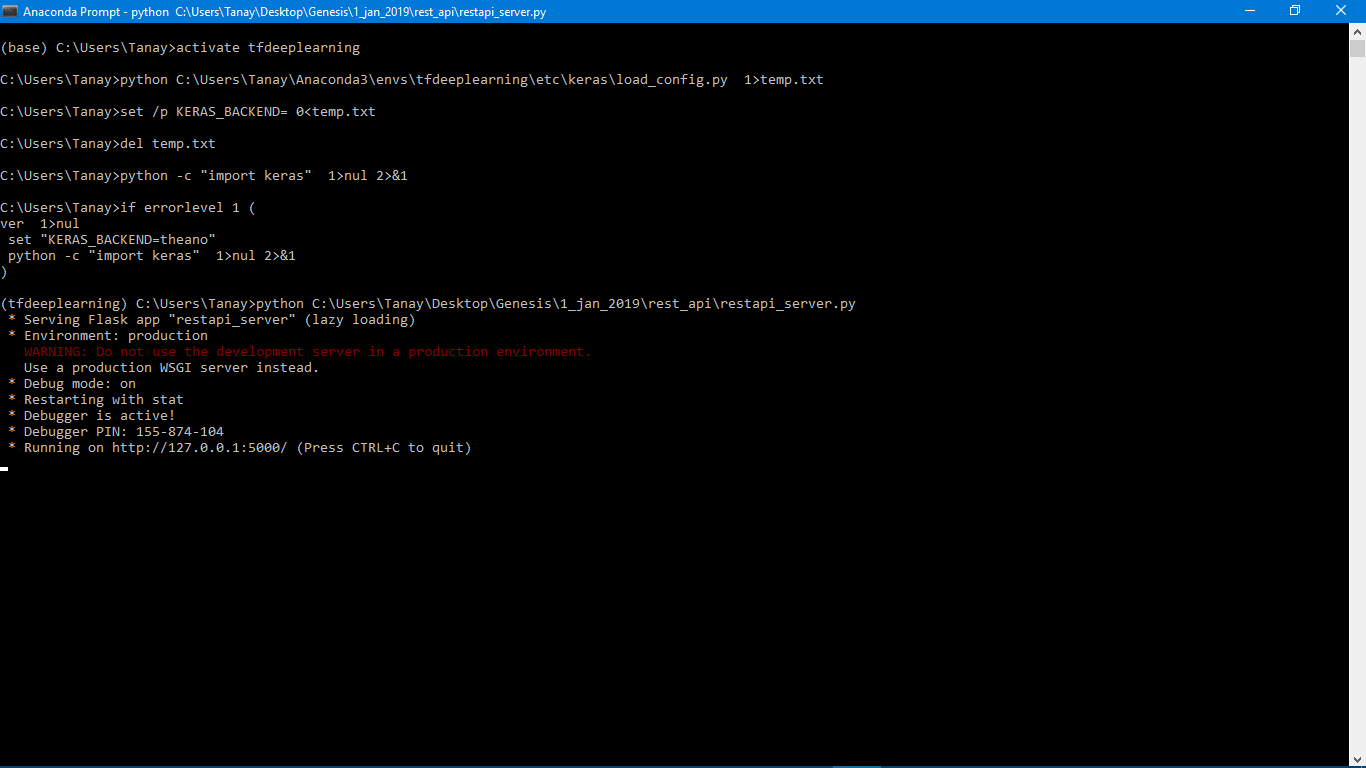 Anaconda Prompt - python  C:\Users\Tanay\Desktop\Genesis\1_jan_2019\rest_api\restapi_server.py
(base) C:\Users\Tanay>activate tfdeeplearning
C:\Users\Tanay>python C:\Users\Tanay\Anaconda3\envs\tfdeeplearning\etc\keras\load_config.py  1>temp.txt
C:\Users\Tanay>set /p KERAS_BACKEND= 0<temp.txt
C:\Users\Tanay>del temp.txt
C:\Users\Tanay>python -c "import keras"  1>nul 2>&1
C:\Users\Tanay>if errorlevel 1 (
ver  1>nul
 set "KERAS_BACKEND=theano"
 python -c "import keras"  1>nul 2>&1
)
(tfdeeplearning) C:\Users\Tanay>python C:\Users\Tanay\Desktop\Genesis\1_jan_2019\rest_api\restapi_server.py
 * Serving Flask app "restapi_server" (lazy loading)
 * Environment: production
   WARNING: Do not use the development server in a production environment.
   Use a production WSGI server instead.
 * Debug mode: on
 * Restarting with stat
 * Debugger is active!
 * Debugger PIN: 155-874-104
 * Running on http://127.0.0.1:5000/ (Press CTRL+C to quit)